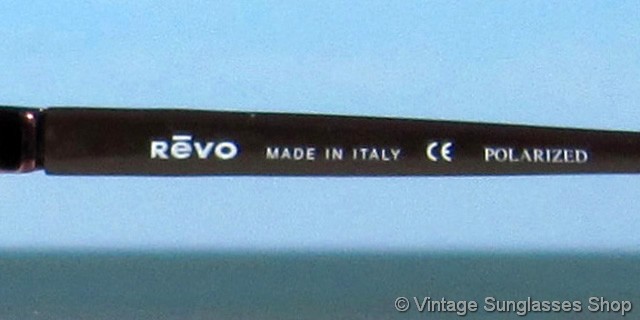 Rēvo MADE IN ITALY CE POLARIZED
© Vintage Sunglasses Shop